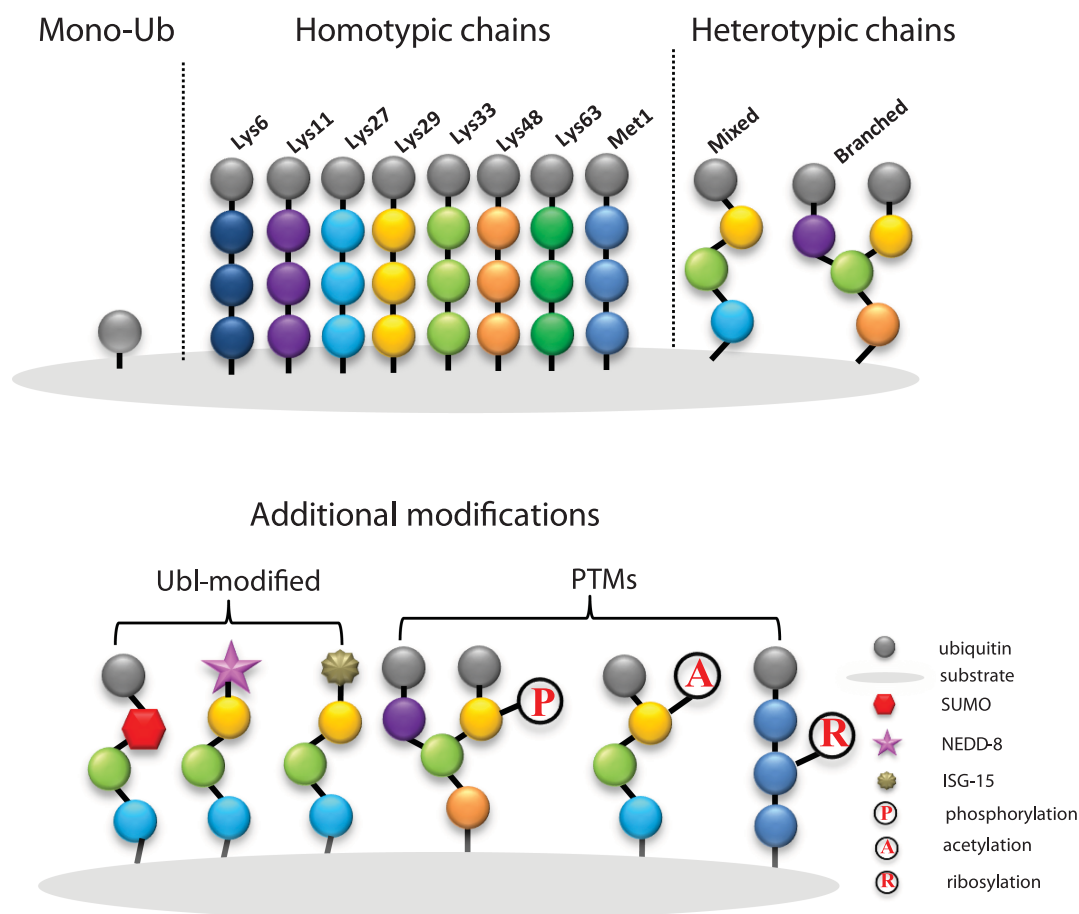 Mono-Ub
Homotypic chains
Heterotypic chains
Lys6
Lys11
Lys27
Lys29
Lys33
Lys48
Lys63
Met1
Mixed
Branched
Additional modifications
Ubl-modified
PTMs
P
A
R
ubiquitin
substrate
SUMO
NEDD-8
ISG-15
P phosphorylation
A acetylation
R ribosylation